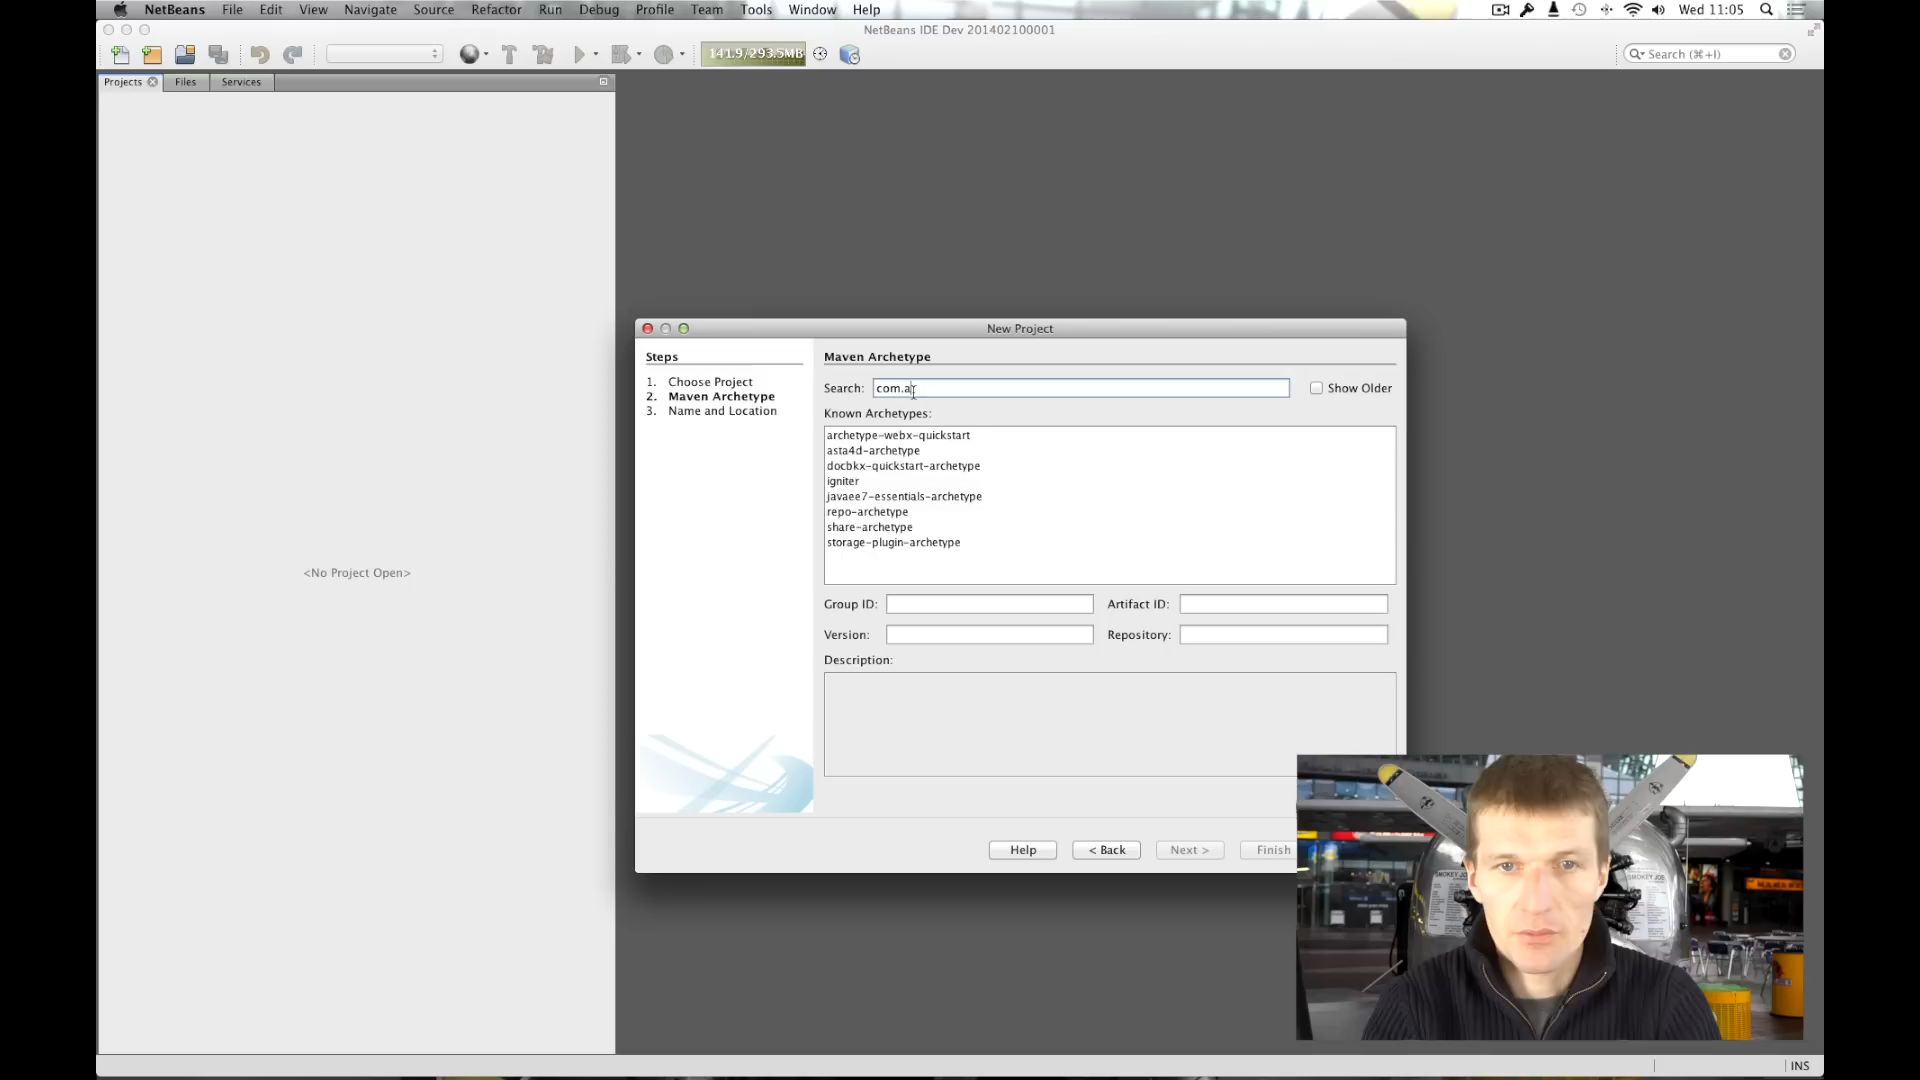 NetBeans File Edit View Navigate Source Refactor Run Debug Profile Team Tools Window Help Wed 11:05
NetBeans IDE Dev 201402100001
141.9/293.5MB Search (⌘+I)
Projects Files Services
New Project
Steps
1. Choose Project
2. Maven Archetype
3. Name and Location
Maven Archetype
Search: com.a Show Older
Known Archetypes:
archetype-webx-quickstart
asta4d-archetype
docbkx-quickstart-archetype
igniter
javaee7-essentials-archetype
repo-archetype
share-archetype
storage-plugin-archetype
<No Project Open>
Group ID: Artifact ID:
Version: Repository:
Description:
Help < Back Next > Finish
SMOKEY JOE
INS